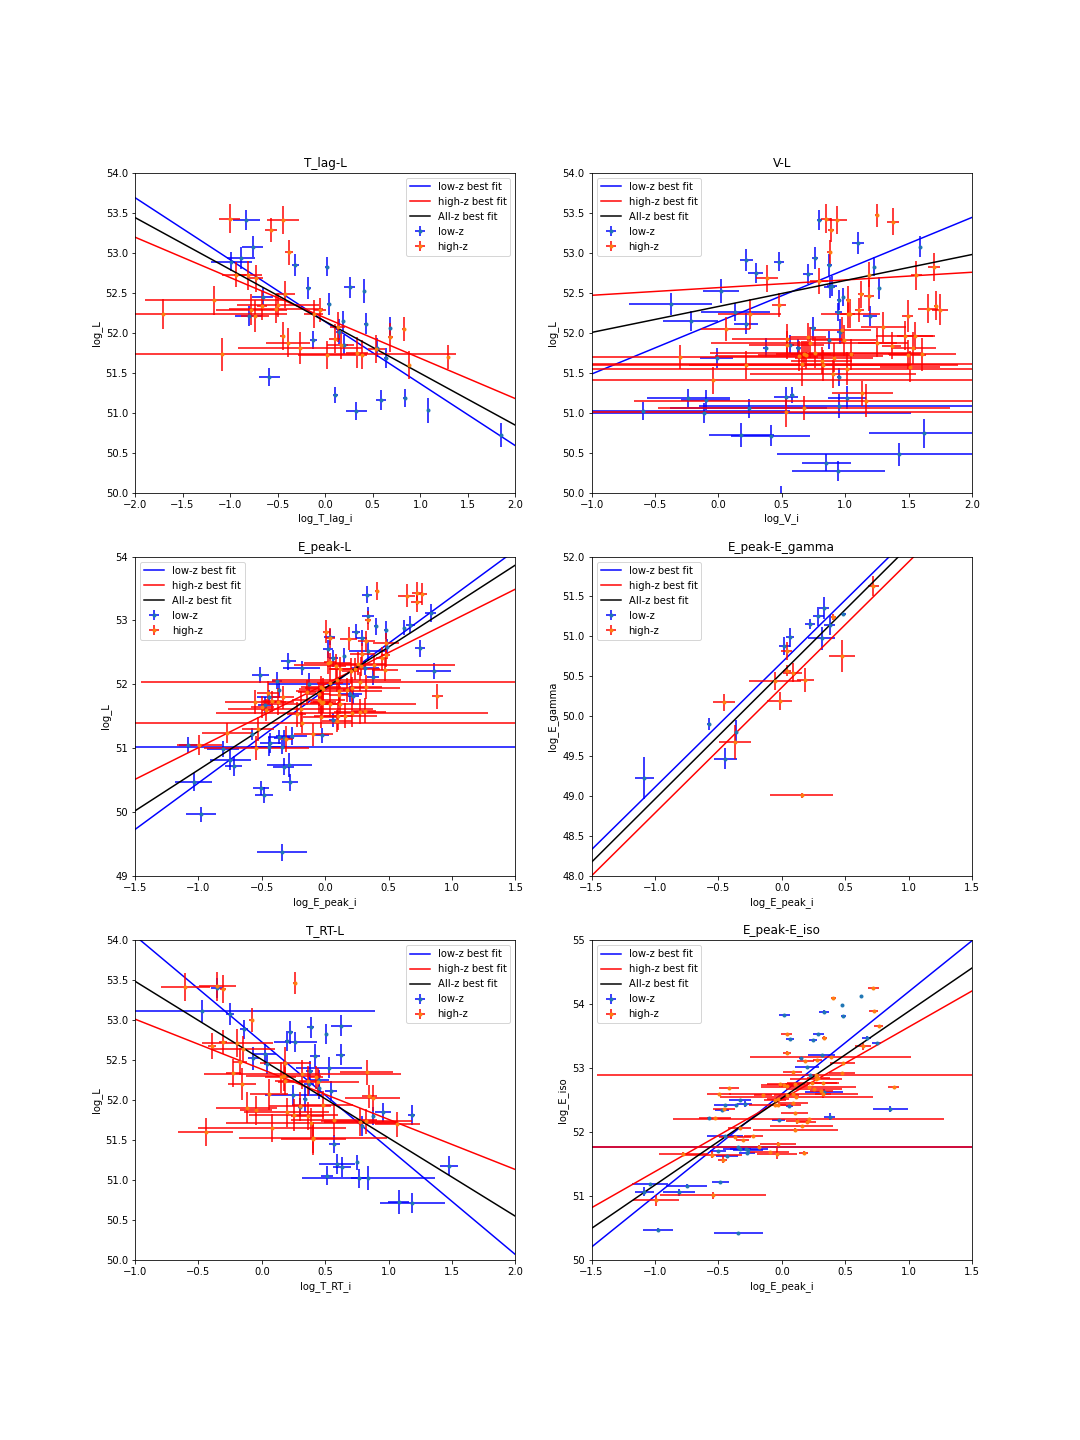 T_lag-L
54.0
53.5
53.0
52.5
52.0
51.5
51.0
50.5
50.0
log_L
low-z best fit
high-z best fit
All-z best fit
low-z
high-z
−2.0 −1.5 −1.0 −0.5 0.0 0.5 1.0 1.5 2.0
log_T_lag_i
V-L
54.0
53.5
53.0
52.5
52.0
51.5
51.0
50.5
50.0
log_L
low-z best fit
high-z best fit
All-z best fit
low-z
high-z
−1.0 −0.5 0.0 0.5 1.0 1.5 2.0
log_V_i
E_peak-L
54
53
52
51
50
49
log_L
low-z best fit
high-z best fit
All-z best fit
low-z
high-z
−1.5 −1.0 −0.5 0.0 0.5 1.0 1.5
log_E_peak_i
E_peak-E_gamma
52.0
51.5
51.0
50.5
50.0
49.5
49.0
48.5
48.0
log_E_gamma
low-z best fit
high-z best fit
All-z best fit
low-z
high-z
−1.5 −1.0 −0.5 0.0 0.5 1.0 1.5
log_E_peak_i
T_RT-L
54.0
53.5
53.0
52.5
52.0
51.5
51.0
50.5
50.0
log_L
low-z best fit
high-z best fit
All-z best fit
low-z
high-z
−1.0 −0.5 0.0 0.5 1.0 1.5 2.0
log_T_RT_i
E_peak-E_iso
55
54
53
52
51
50
log_E_iso
low-z best fit
high-z best fit
All-z best fit
low-z
high-z
−1.5 −1.0 −0.5 0.0 0.5 1.0 1.5
log_E_peak_i